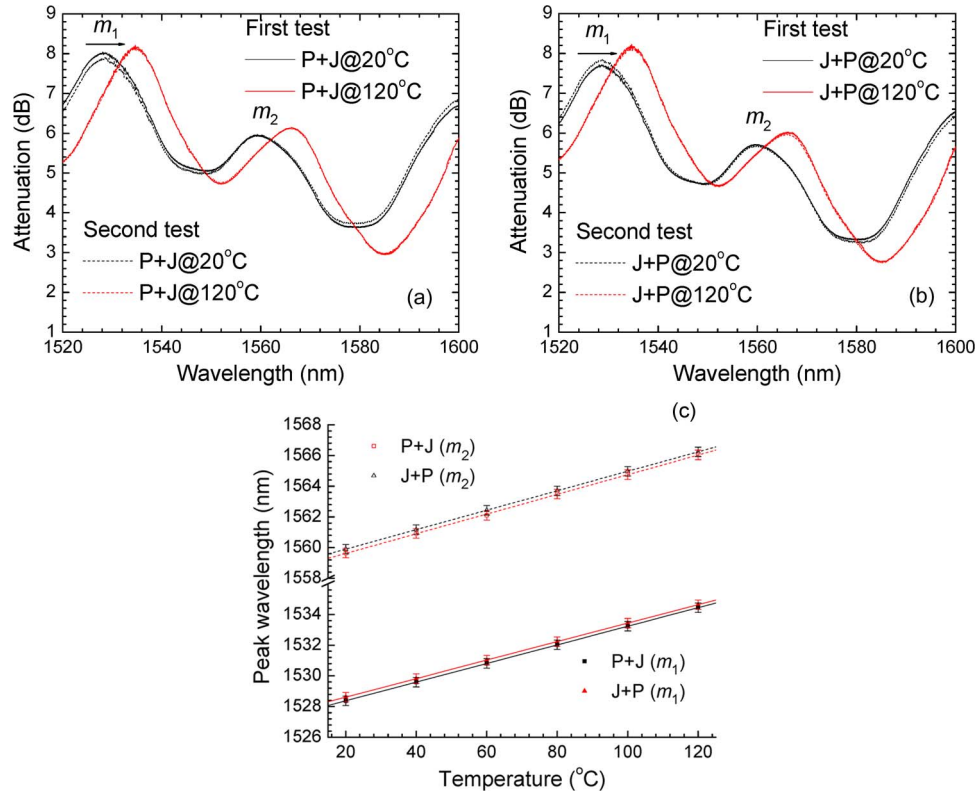 9
8
7
6
5
4
3
2
1
1520
1540
1560
1580
1600
Attenuation (dB)
Wavelength (nm)
m1
m2
First test
P+J@20°C
P+J@120°C
Second test
P+J@20°C
P+J@120°C
(a)
9
8
7
6
5
4
3
2
1
1520
1540
1560
1580
1600
Attenuatioin (dB)
Wavelength (nm)
m1
m2
First test
J+P@20°C
J+P@120°C
Second test
J+P@20°C
J+P@120°C
(b)
(c)
1568
1566
1564
1562
1560
1558
1534
1532
1530
1528
1526
Peak wavelength (nm)
P+J (m2)
J+P (m2)
P+J (m1)
J+P (m1)
20
40
60
80
100
120
Temperature (°C)